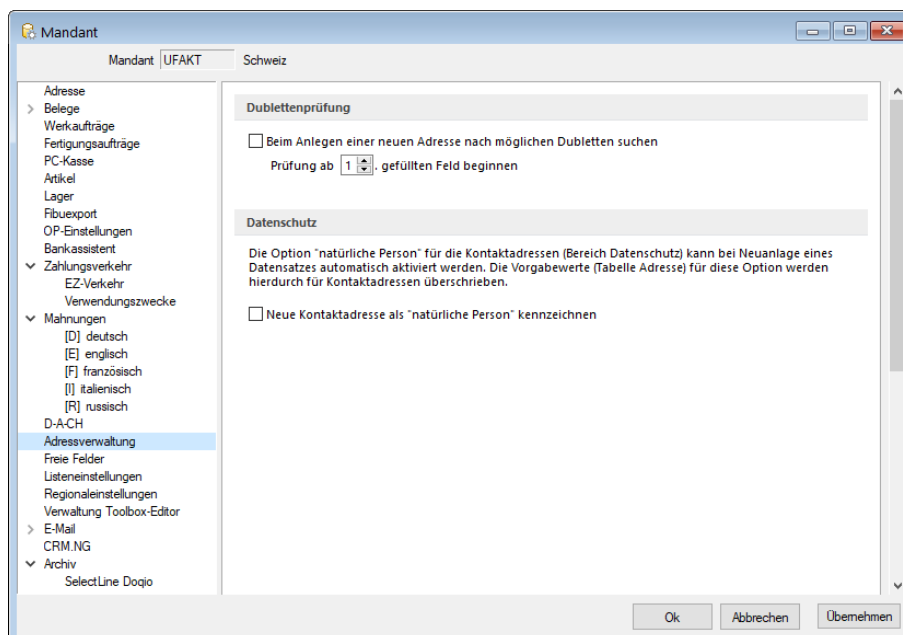 Mandant
Mandant UFAKT Schweiz
Adresse
Belege
Werkaufträge
Fertigungsaufträge
PC-Kasse
Artikel
Lager
Fibuexport
OP-Einstellungen
Bankassistent
Zahlungsverkehr
EZ-Verkehr
Verwendungszwecke
Mahnungen
[D] deutsch
[E] englisch
[F] französisch
[I] italienisch
[R] russisch
D-A-CH
Adressverwaltung
Freie Felder
Listeneinstellungen
Regionaleinstellungen
Verwaltung Toolbox-Editor
E-Mail
CRM.NG
Archiv
SelectLine Doqio
Dublettenprüfung
Beim Anlegen einer neuen Adresse nach möglichen Dubletten suchen
Prüfung ab 1 . gefüllten Feld beginnen
Datenschutz
Die Option "natürliche Person" für die Kontaktadressen (Bereich Datenschutz) kann bei Neuanlage eines
Datensatzes automatisch aktiviert werden. Die Vorgabewerte (Tabelle Adresse) für diese Option werden
hierdurch für Kontaktadressen überschrieben.
Neue Kontaktadresse als "natürliche Person" kennzeichnen
Ok Abbrechen Übernehmen